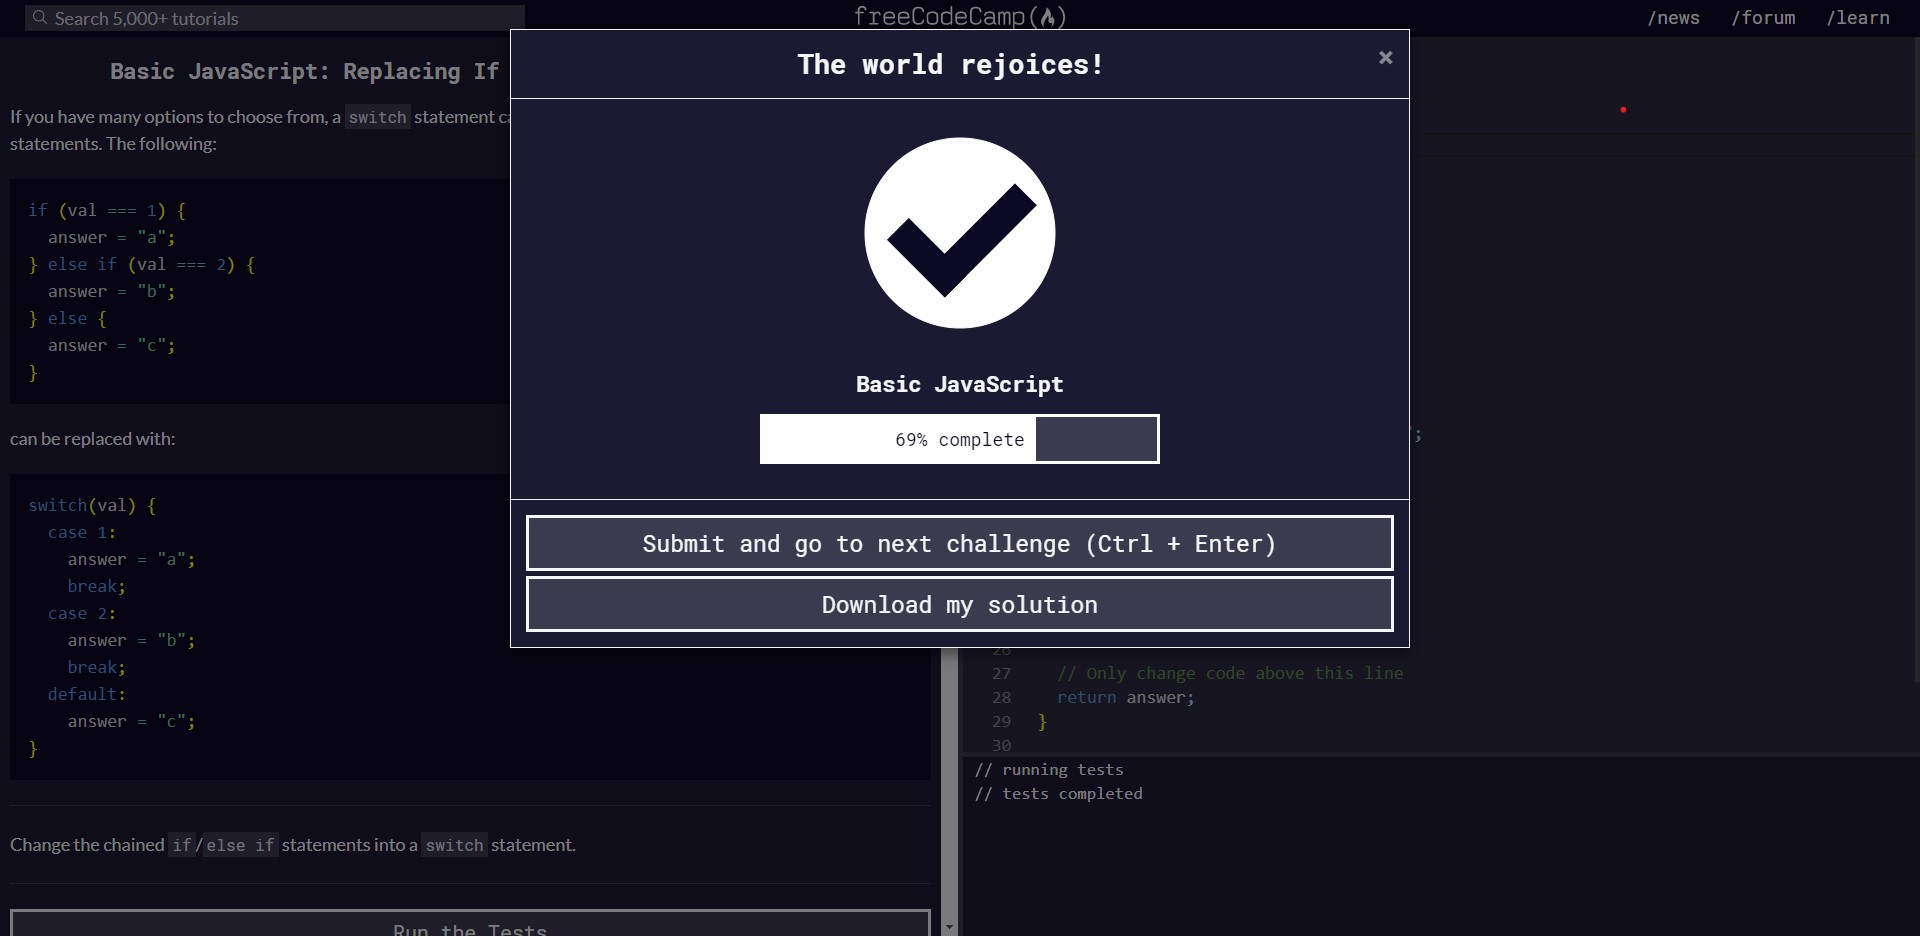 Search 5,000+ tutorials
freeCodeCamp
/news /forum /learn
Basic JavaScript: Replacing If
If you have many options to choose from, a switch statement
statements. The following:
if (val === 1) {
answer = "a";
} else if (val === 2) {
answer = "b";
} else {
answer = "c";
}
can be replaced with:
switch(val) {
case 1:
answer = "a";
break;
case 2:
answer = "b";
break;
default:
answer = "c";
}
Change the chained if/else if statements into a switch statement.
Run the Tests
The world rejoices!
×
Basic JavaScript
69% complete
Submit and go to next challenge (Ctrl + Enter)
Download my solution
";
26
27 // Only change code above this line
28 return answer;
29 }
30
// running tests
// tests completed